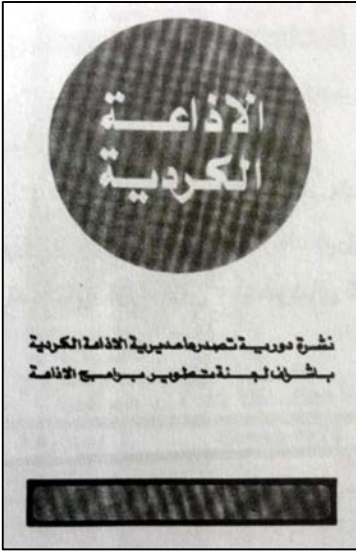 الاذاعة
الكردية
نشرة دورية تصدرها مديرية الاذاعة الكردية
باشراف لجنة تطوير برامج الاذاعة